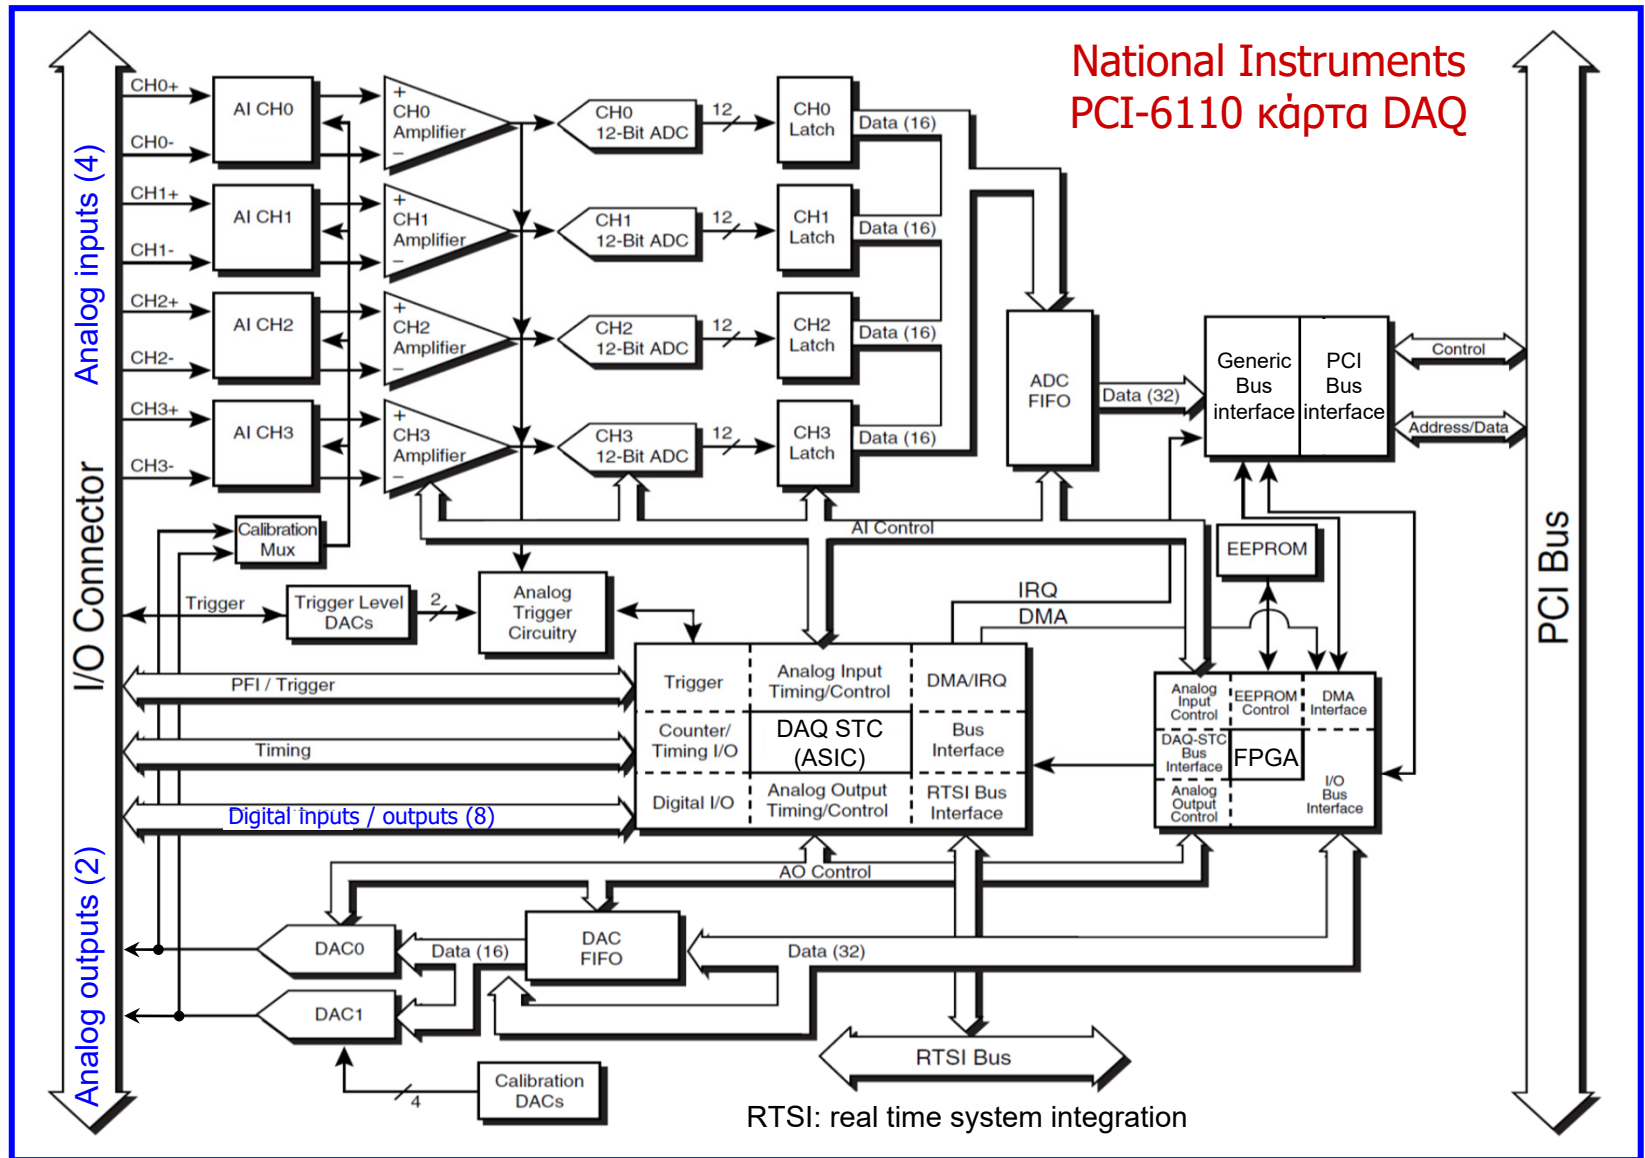 National Instruments
PCI-6110 κάρτα DAQ
I/O Connector
Analog inputs (4)
Analog outputs (2)
PCI Bus
CH0+
CH0-
AI CH0
+
CH0
Amplifier
−
CH0
12-Bit ADC
12
CH0
Latch
Data (16)
CH1+
CH1-
AI CH1
+
CH1
Amplifier
−
CH1
12-Bit ADC
12
CH1
Latch
Data (16)
CH2+
CH2-
AI CH2
+
CH2
Amplifier
−
CH2
12-Bit ADC
12
CH2
Latch
Data (16)
CH3+
CH3-
AI CH3
+
CH3
Amplifier
−
CH3
12-Bit ADC
12
CH3
Latch
Data (16)
ADC
FIFO
Data (32)
Generic
Bus
interface
PCI
Bus
interface
Control
Address/Data
Calibration
Mux
AI Control
EEPROM
Trigger
Trigger Level
DACs
2
Analog
Trigger
Circuitry
IRQ
DMA
PFI / Trigger
Timing
Digital inputs / outputs (8)
Trigger
Analog Input
Timing/Control
DMA/IRQ
Counter/
Timing I/O
DAQ STC
(ASIC)
Bus
Interface
Digital I/O
Analog Output
Timing/Control
RTSI Bus
Interface
Analog
Input
Control
EEPROM
Control
DMA
Interface
DAQ-STC
Bus
Interface
FPGA
Analog
Output
Control
I/O
Bus
Interface
AO Control
DAC0
Data (16)
DAC
FIFO
Data (32)
DAC1
4
Calibration
DACs
RTSI Bus
RTSI: real time system integration